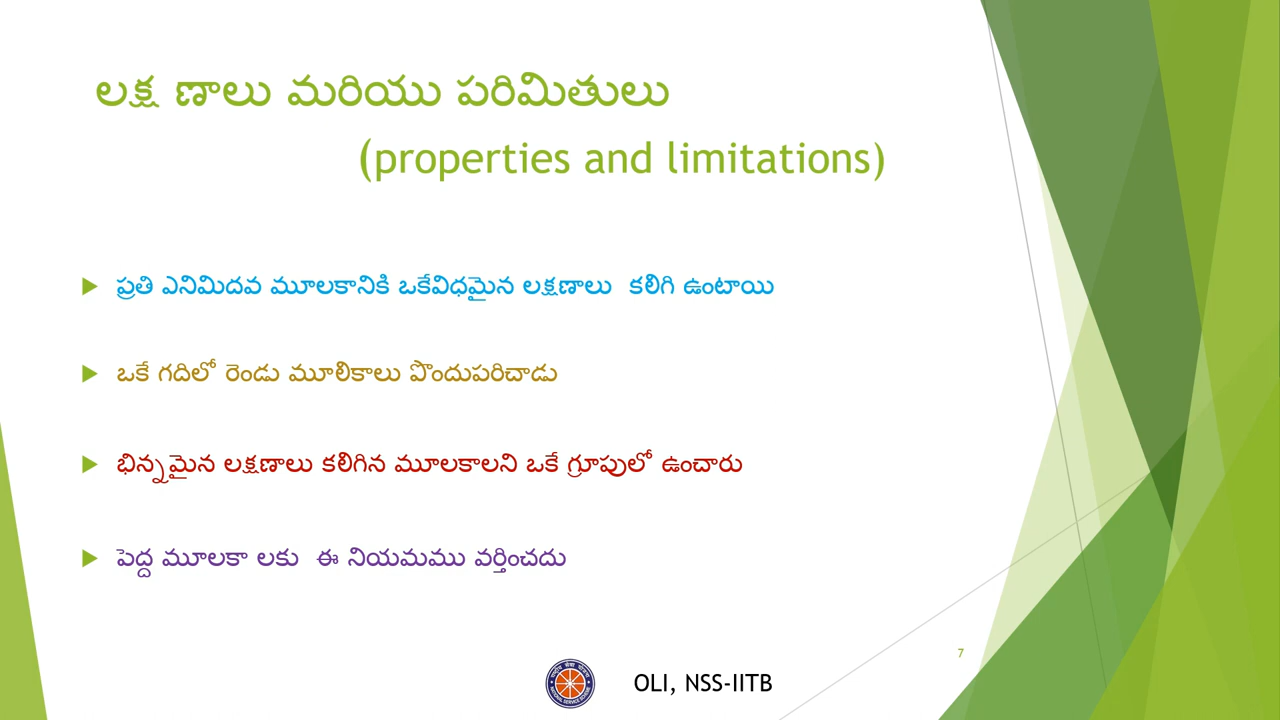 లక్ష ణాలు మరియు పరిమితులు
(properties and limitations)
ప్రతి ఎనిమిదవ మూలకానికి ఒకేవిధమైన లక్షణాలు కలిగి ఉంటాయి
ఒకే గదిలో రెండు మూలికాలు పొందుపరిచాడు
భిన్నమైన లక్షణాలు కలిగిన మూలకాలని ఒకే గ్రూపులో ఉంచారు
పెద్ద మూలకా లకు ఈ నియమము వర్తించదు
7
OLI, NSS-IITB